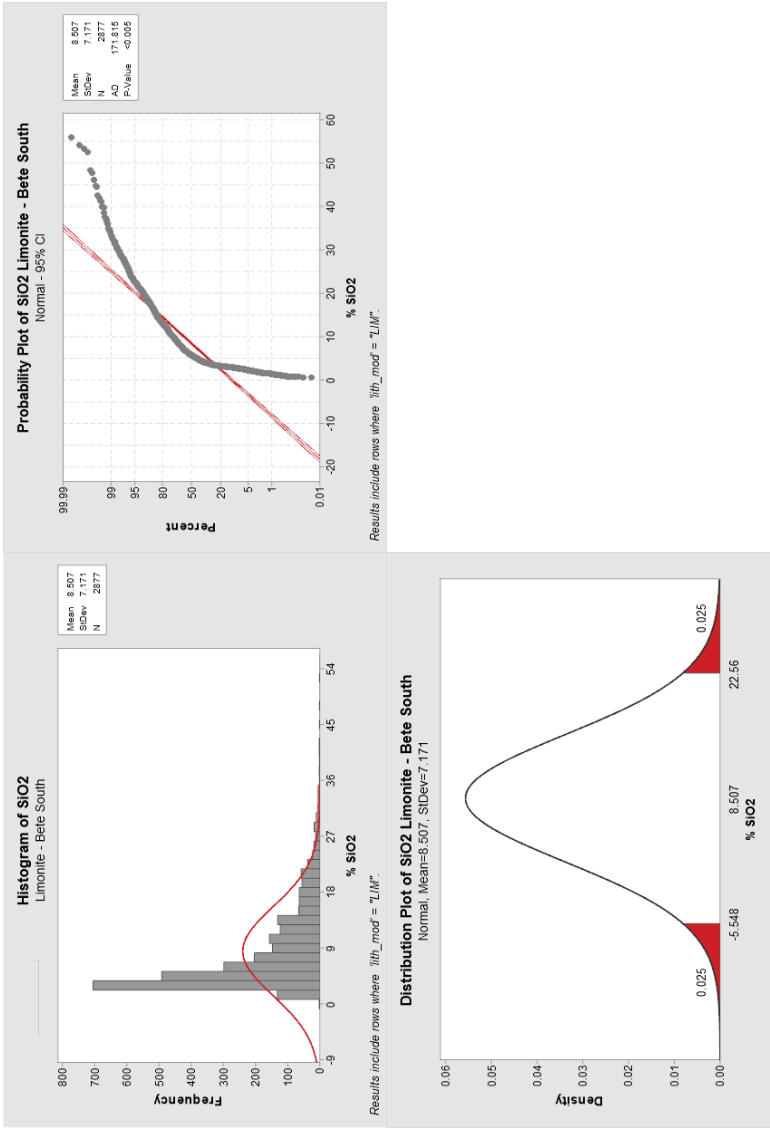 Histogram of SiO2
Limonite - Bete South
Mean 8.507
StDev 7.171
N 2877
800
700
600
500
400
300
200
100
0
Frequency
-9 0 9 18 27 36 45 54
% SiO2
Results include rows where 'lith_mod' = "LIM".
Probability Plot of SiO2 Limonite - Bete South
Normal - 95% CI
Mean 8.507
StDev 7.171
N 2877
AD 171.815
P-Value <0.005
99.99
99
95
80
50
20
5
1
0.01
Percent
-20 -10 0 10 20 30 40 50 60
% SiO2
Results include rows where 'lith_mod' = "LIM".
Distribution Plot of SiO2 Limonite - Bete South
Normal, Mean=8.507, StDev=7.171
0.06
0.05
0.04
0.03
0.02
0.01
0.00
Density
0.025
0.025
-5.548 8.507 22.56
% SiO2